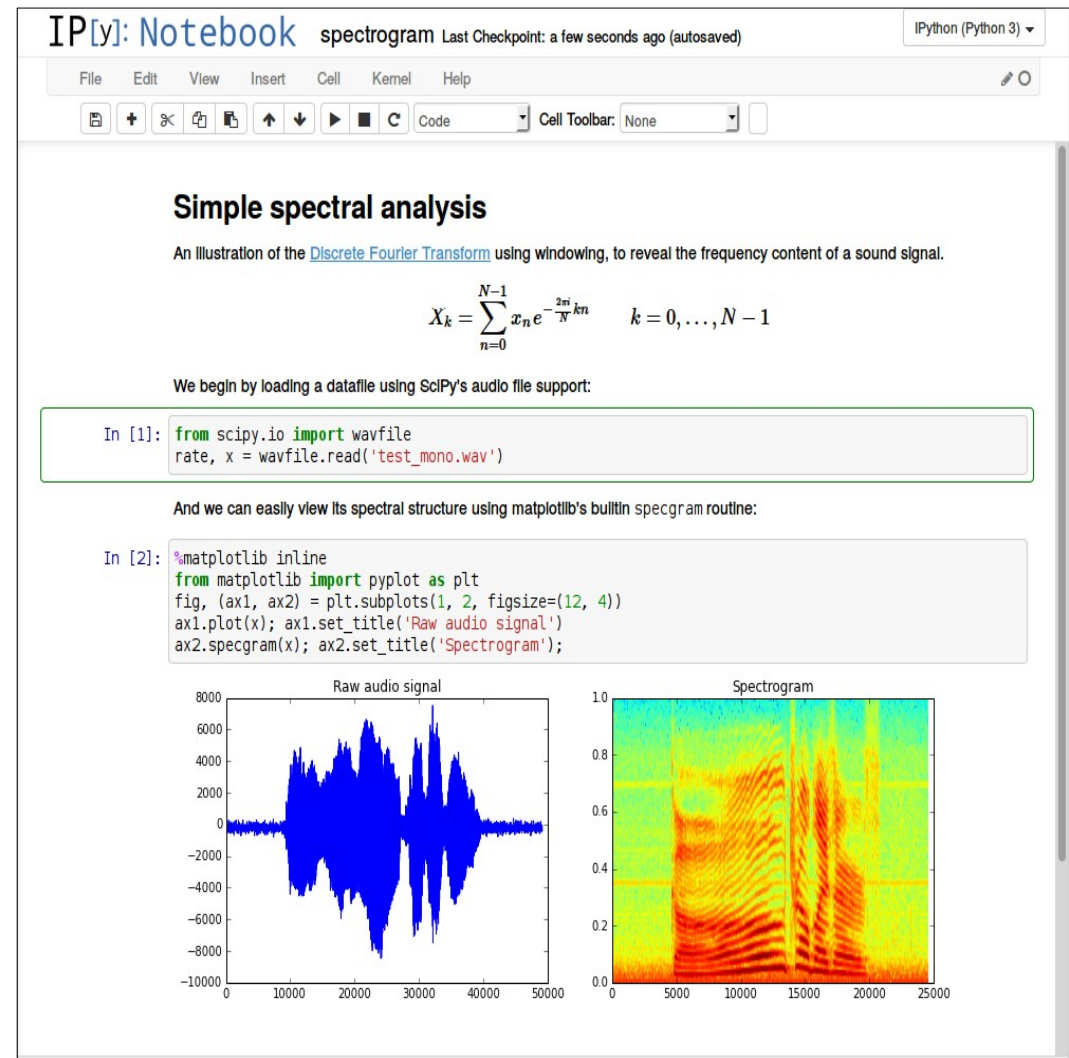 IP[y]: Notebook spectrogram Last Checkpoint: a few seconds ago (autosaved) IPython (Python 3)
File Edit View Insert Cell Kernel Help
Code Cell Toolbar: None
Simple spectral analysis
An illustration of the Discrete Fourier Transform using windowing, to reveal the frequency content of a sound signal.
X_k = \sum_{n=0}^{N-1} x_n e^{-\frac{2\pi i}{N} kn} k = 0, . . . , N − 1
We begin by loading a datafile using SciPy's audio file support:
In [1]: from scipy.io import wavfile
rate, x = wavfile.read('test_mono.wav')
And we can easily view its spectral structure using matplotlib's builtin specgram routine:
In [2]: %matplotlib inline
from matplotlib import pyplot as plt
fig, (ax1, ax2) = plt.subplots(1, 2, figsize=(12, 4))
ax1.plot(x); ax1.set_title('Raw audio signal')
ax2.specgram(x); ax2.set_title('Spectrogram');
Raw audio signal
8000
6000
4000
2000
0
−2000
−4000
−6000
−8000
−10000
0 10000 20000 30000 40000 50000
Spectrogram
1.0
0.8
0.6
0.4
0.2
0.0
0 5000 10000 15000 20000 25000